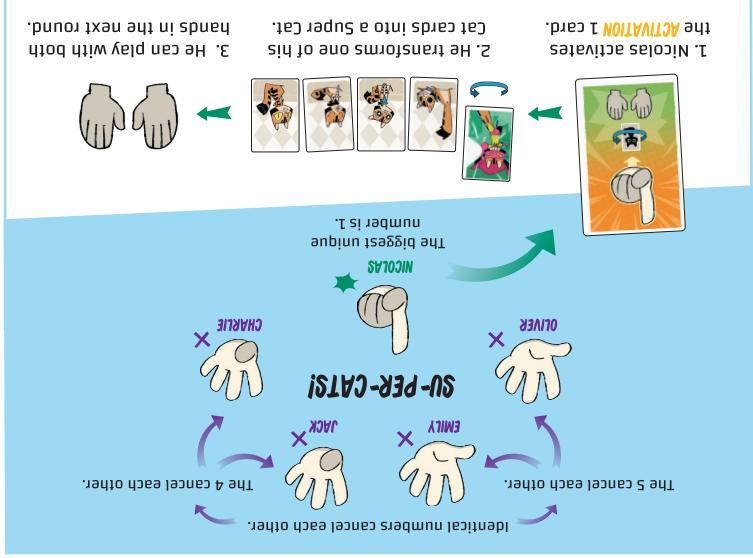 Identical numbers cancel each other.
The 5 cancel each other.
The 4 cancel each other.
EMILY
JACK
OLIVER
SU-PER-CATS!
CHARLIE
NICOLAS
The biggest unique
number is 1.
1. Nicolas activates
the ACTIVATION 1 card.
2. He transforms one of his
Cat cards into a Super Cat.
3. He can play with both
hands in the next round.